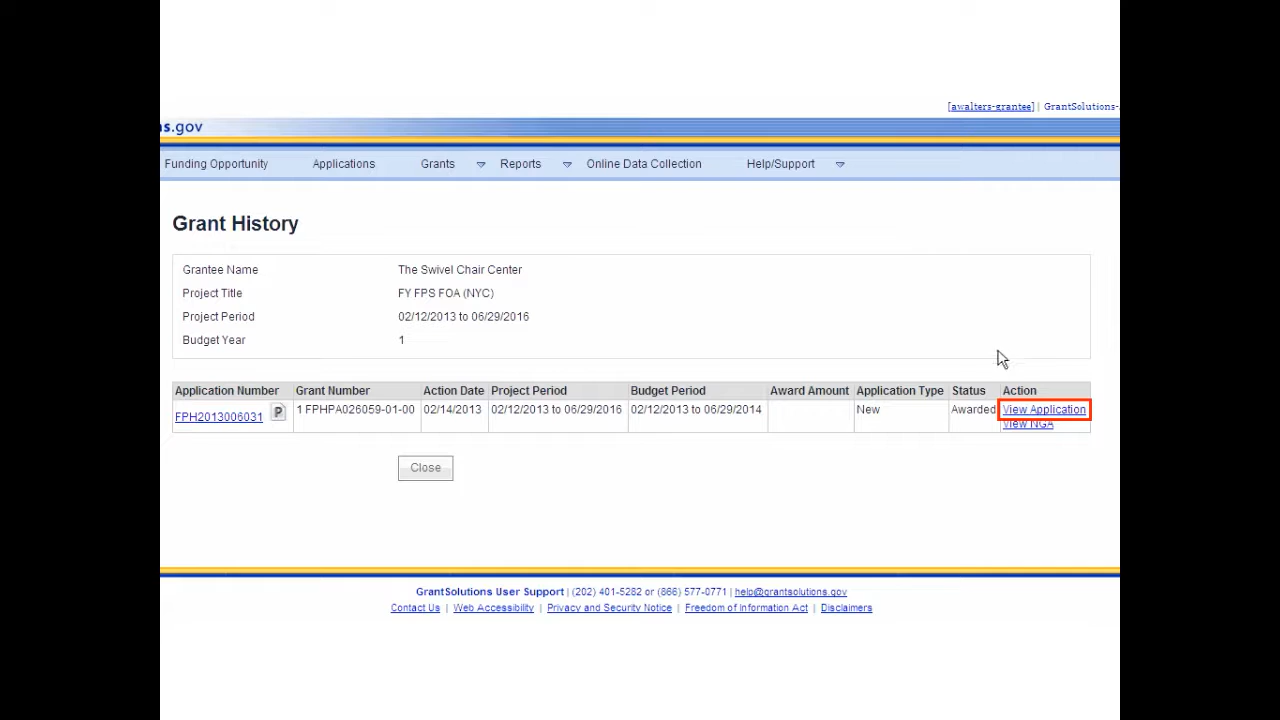 [awalters-grantee] | GrantSolutions-
s.gov
Funding Opportunity Applications Grants Reports Online Data Collection Help/Support
Grant History
Grantee Name The Swivel Chair Center
Project Title FY FPS FOA (NYC)
Project Period 02/12/2013 to 06/29/2016
Budget Year 1
Application Number Grant Number Action Date Project Period Budget Period Award Amount Application Type Status Action
FPH2013006031 P 1 FPHPA026059-01-00 02/14/2013 02/12/2013 to 06/29/2016 02/12/2013 to 06/29/2014 New Awarded View Application
View NGA
Close
GrantSolutions User Support | (202) 401-5282 or (866) 577-0771 | help@grantsolutions.gov
Contact Us | Web Accessibility | Privacy and Security Notice | Freedom of Information Act | Disclaimers